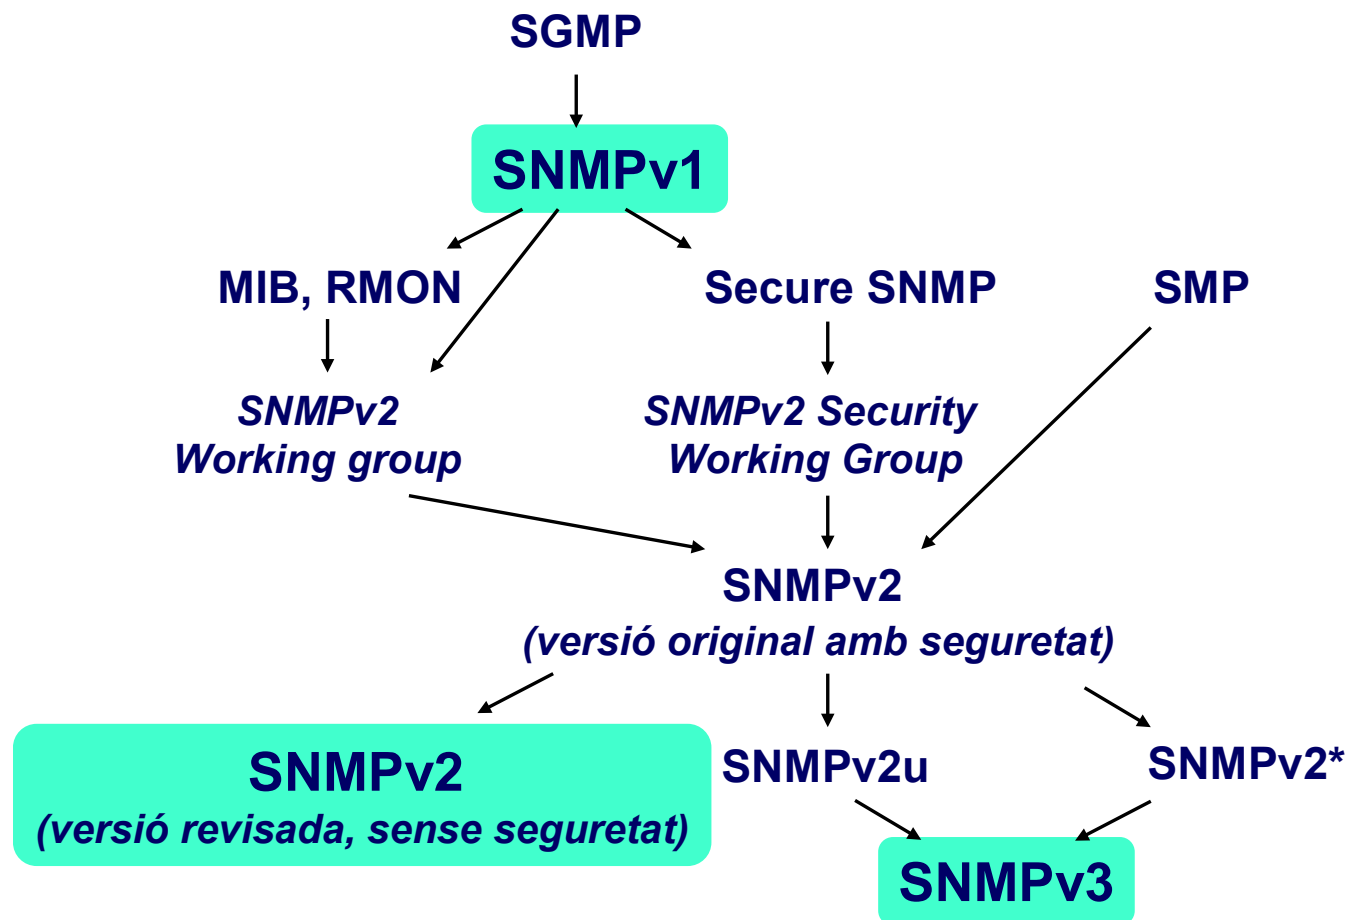 SGMP
SNMPv1
MIB, RMON
Secure SNMP
SMP
SNMPv2
Working group
SNMPv2 Security
Working Group
SNMPv2
(versió original amb seguretat)
SNMPv2
(versió revisada, sense seguretat)
SNMPv2u
SNMPv2*
SNMPv3